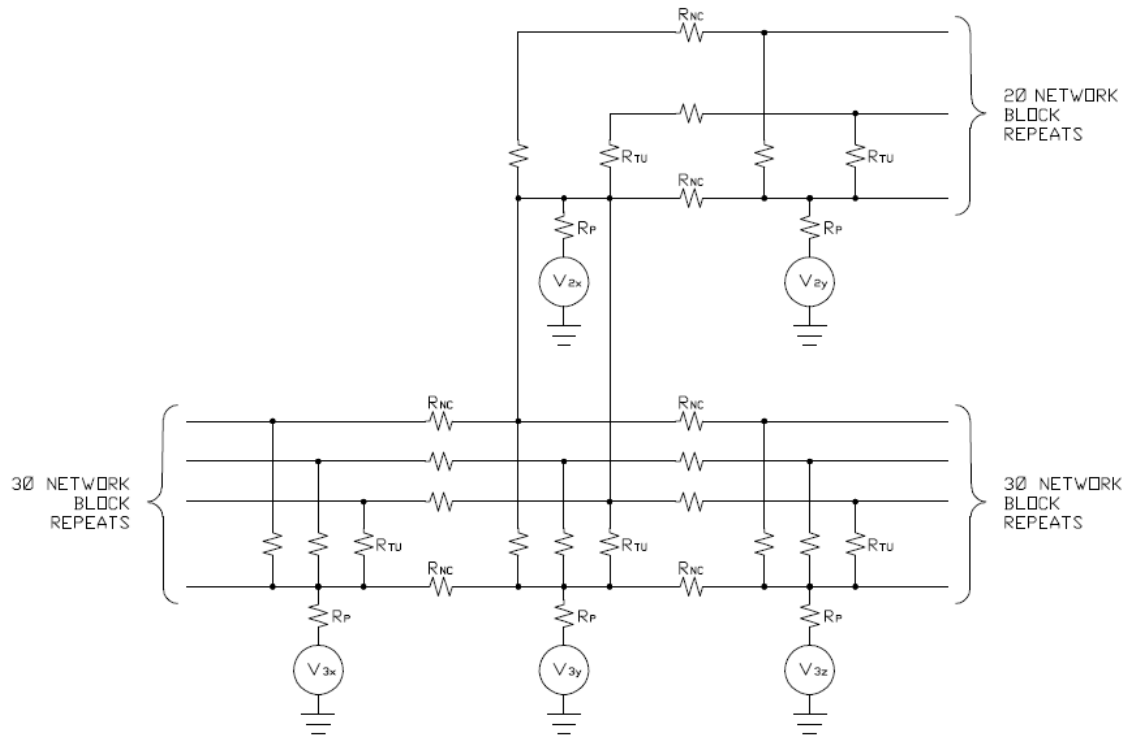 RNC
20 NETWORK
BLOCK
REPEATS
RTU
RTU
RNC
RP
RP
V2x
V2y
RNC
RNC
30 NETWORK
BLOCK
REPEATS
30 NETWORK
BLOCK
REPEATS
RTU
RTU
RTU
RNC
RNC
RP
RP
RP
V3x
V3y
V3z